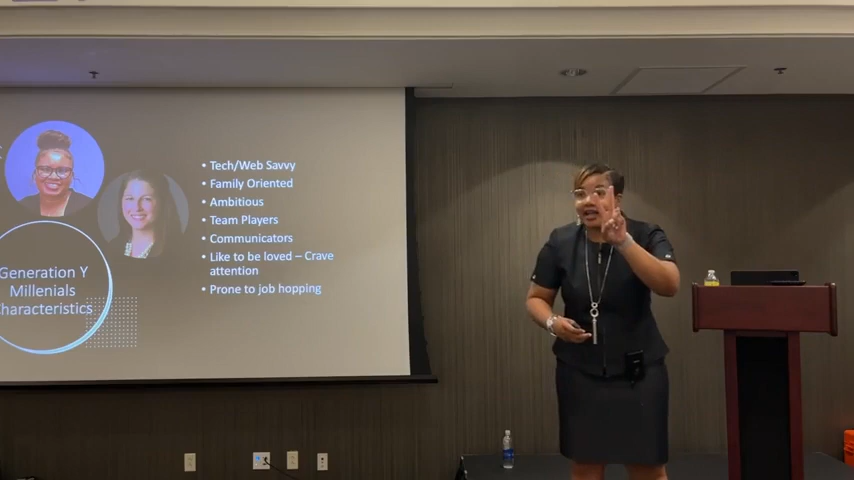 Generation Y
Millenials
Characteristics
• Tech/Web Savvy
• Family Oriented
• Ambitious
• Team Players
• Communicators
• Like to be loved – Crave
attention
• Prone to job hopping